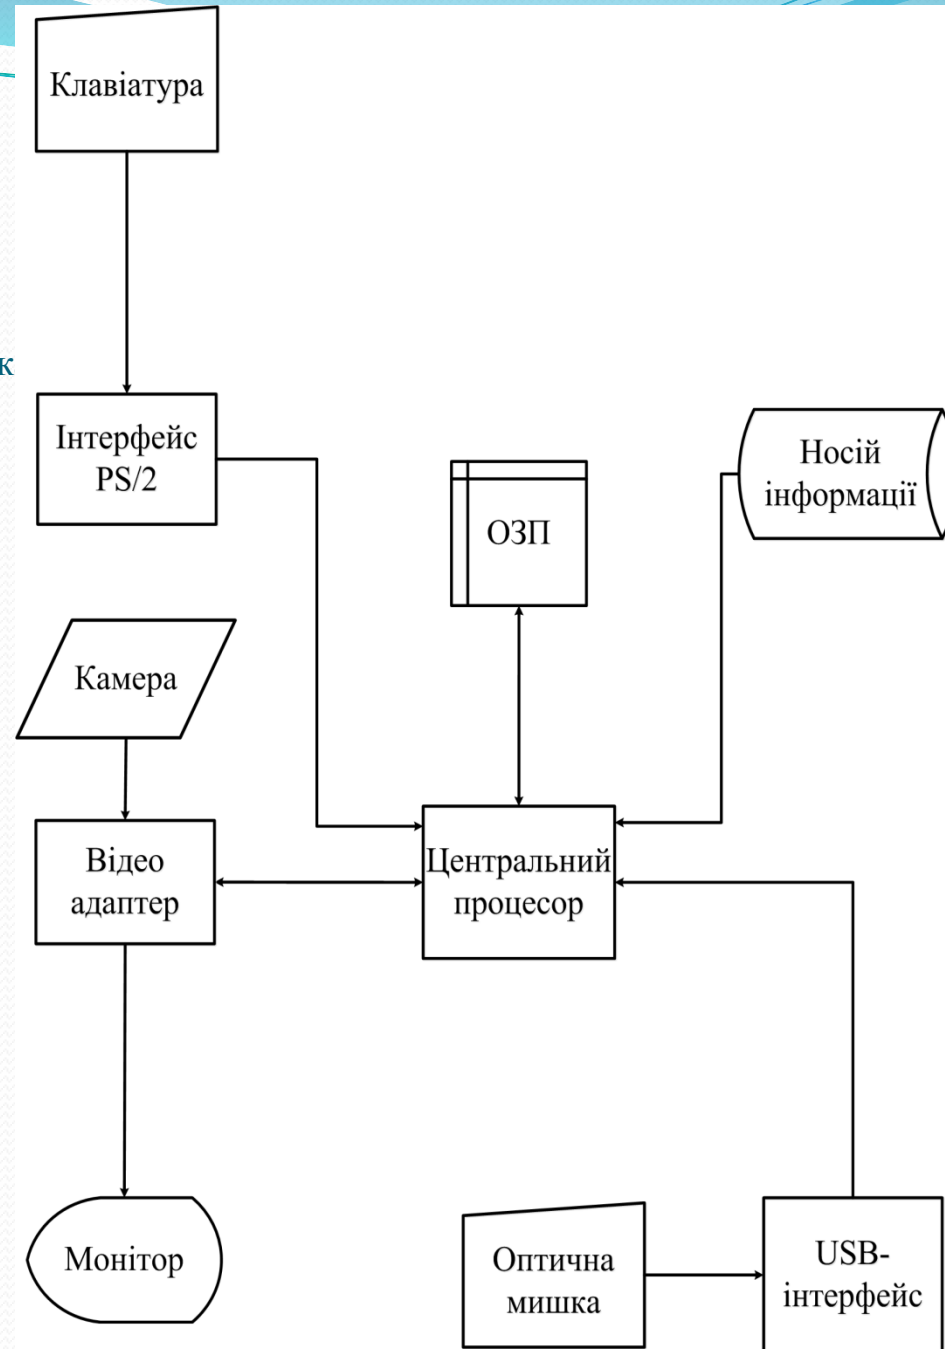 Клавіатура
к
Інтерфейс
PS/2
ОЗП
Носій
інформації
Камера
Відео
адаптер
Центральний
процесор
Монітор
Оптична
мишка
USB-
інтерфейс